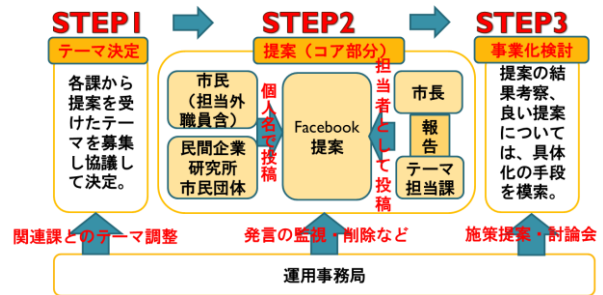 STEP1
STEP2
STEP3
テーマ決定
各課から
提案を受
けたテー
マを募集
し協議し
て決定。
提案（コア部分）
市民
（担当外
職員含）
民間企業
研究所
市民団体
個人名で投稿
Facebook
提案
担当者として投稿
市長
報
告
テーマ
担当課
事業化検討
提案の結
果考察、
良い提案
について
は、具体
化の手段
を模索。
関連課とのテーマ調整
発言の監視・削除など
施策提案・討論会
運用事務局